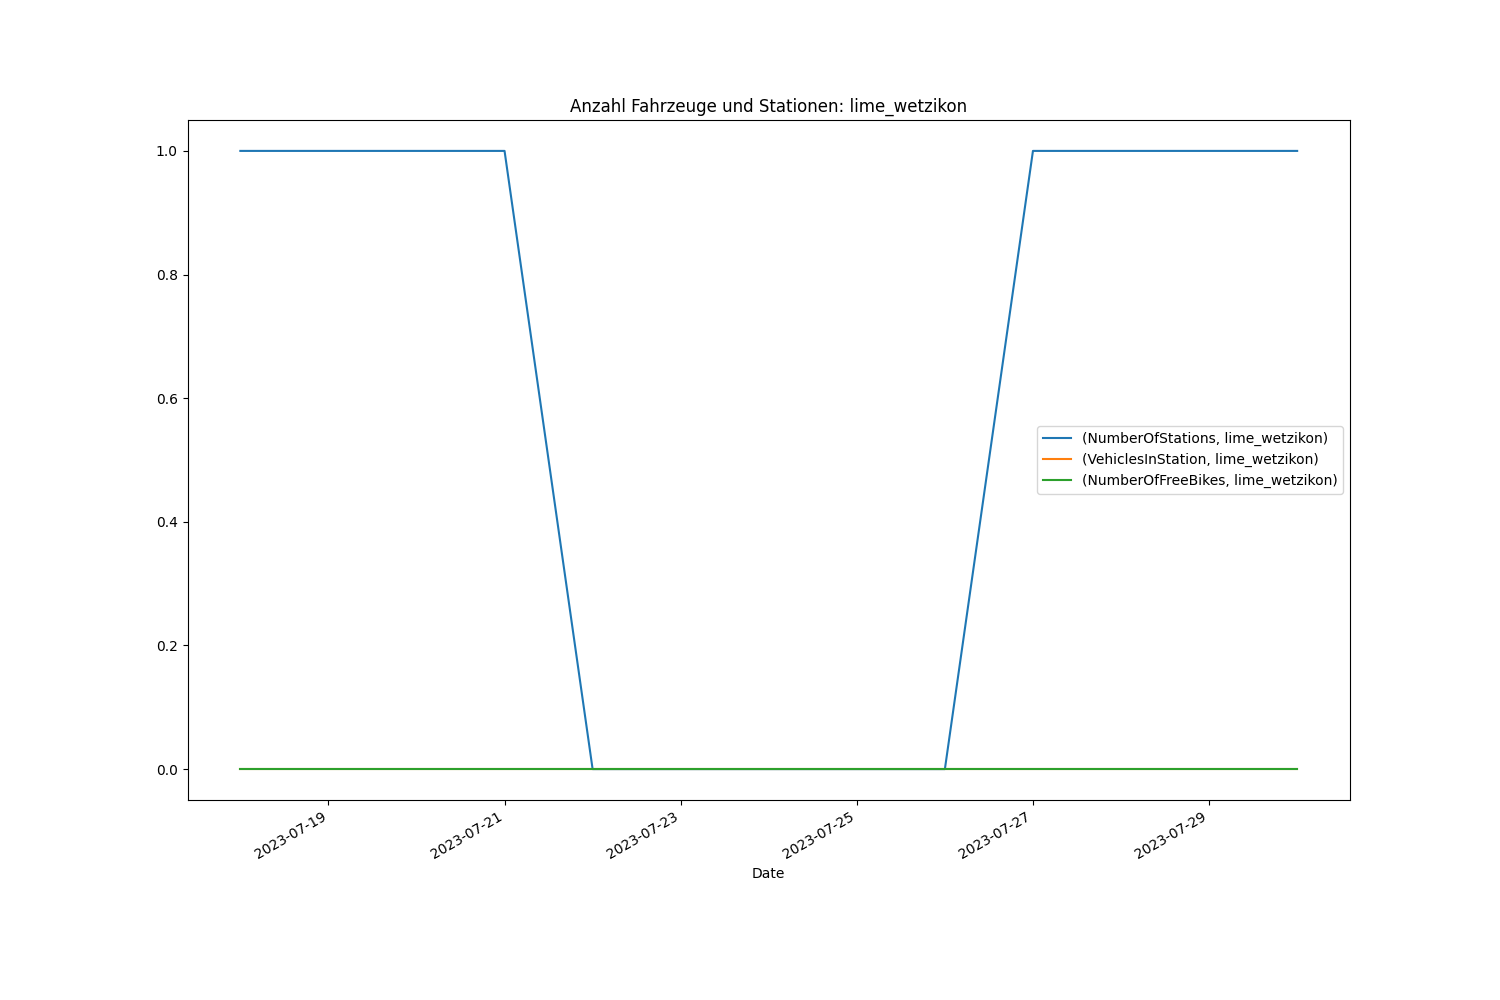 Anzahl Fahrzeuge und Stationen: lime_wetzikon
1.0
0.8
0.6
0.4
0.2
0.0
(NumberOfStations, lime_wetzikon)
(VehiclesInStation, lime_wetzikon)
(NumberOfFreeBikes, lime_wetzikon)
2023-07-19
2023-07-21
2023-07-23
2023-07-25
2023-07-27
2023-07-29
Date